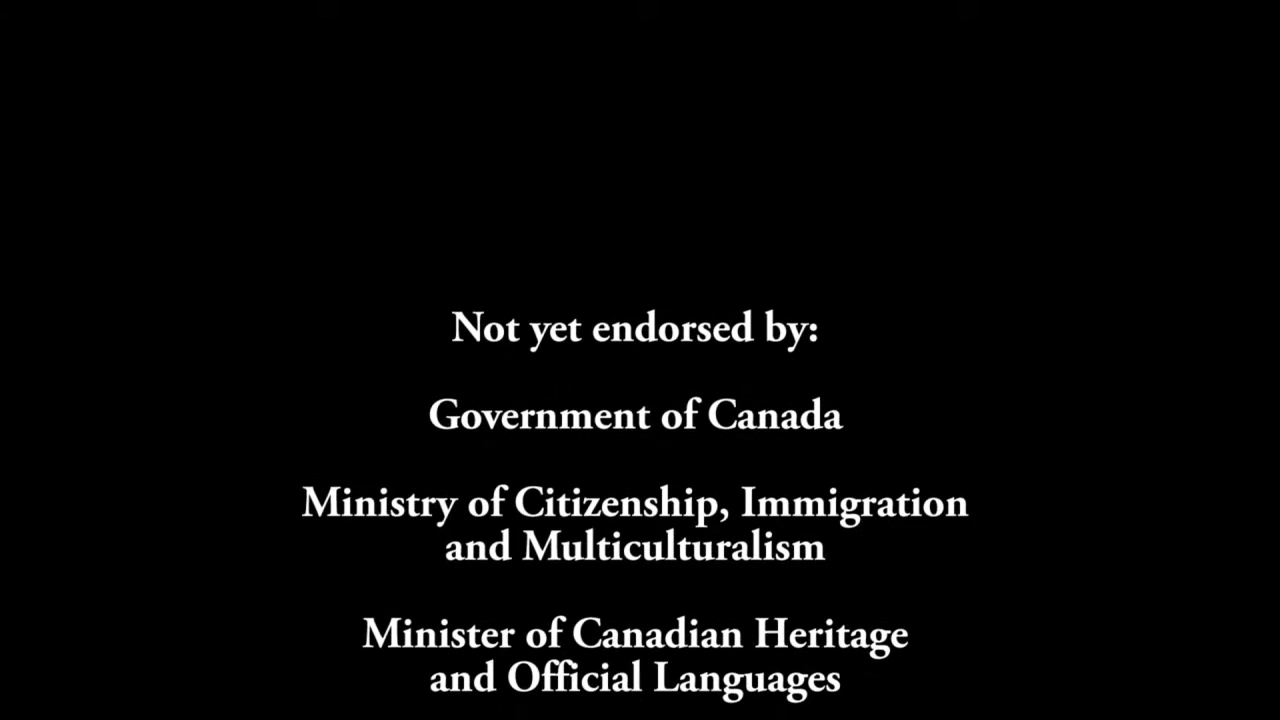 Not yet endorsed by:
Government of Canada
Ministry of Citizenship, Immigration
and Multiculturalism
Minister of Canadian Heritage
and Official Languages